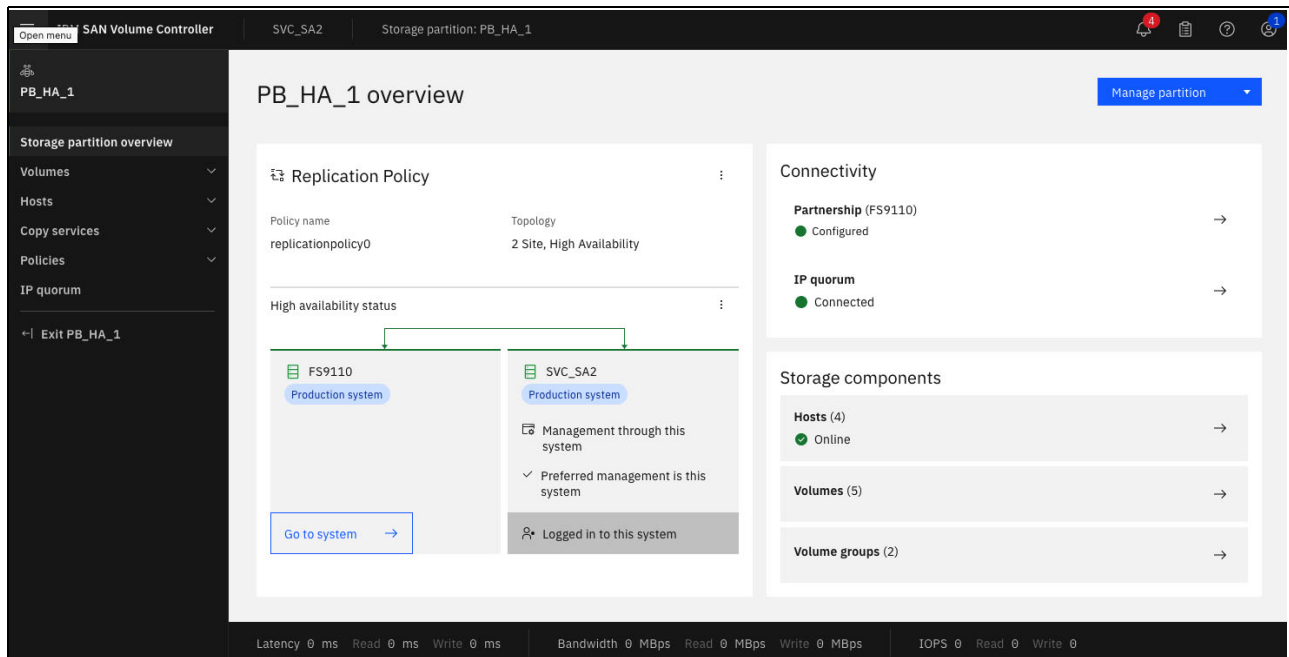 Open menu
SAN Volume Controller
SVC_SA2
Storage partition: PB_HA_1
4
1
PB_HA_1
Storage partition overview
Volumes
Hosts
Copy services
Policies
IP quorum
Exit PB_HA_1
PB_HA_1 overview
Manage partition
Replication Policy
Policy name
replicationpolicy0
Topology
2 Site, High Availability
High availability status
FS9110
Production system
Go to system
SVC_SA2
Production system
Management through this
system
Preferred management is this
system
Logged in to this system
Connectivity
Partnership (FS9110)
Configured
IP quorum
Connected
Storage components
Hosts (4)
Online
Volumes (5)
Volume groups (2)
Latency 0 ms Read 0 ms Write 0 ms
Bandwidth 0 MBps Read 0 MBps Write 0 MBps
IOPS 0 Read 0 Write 0